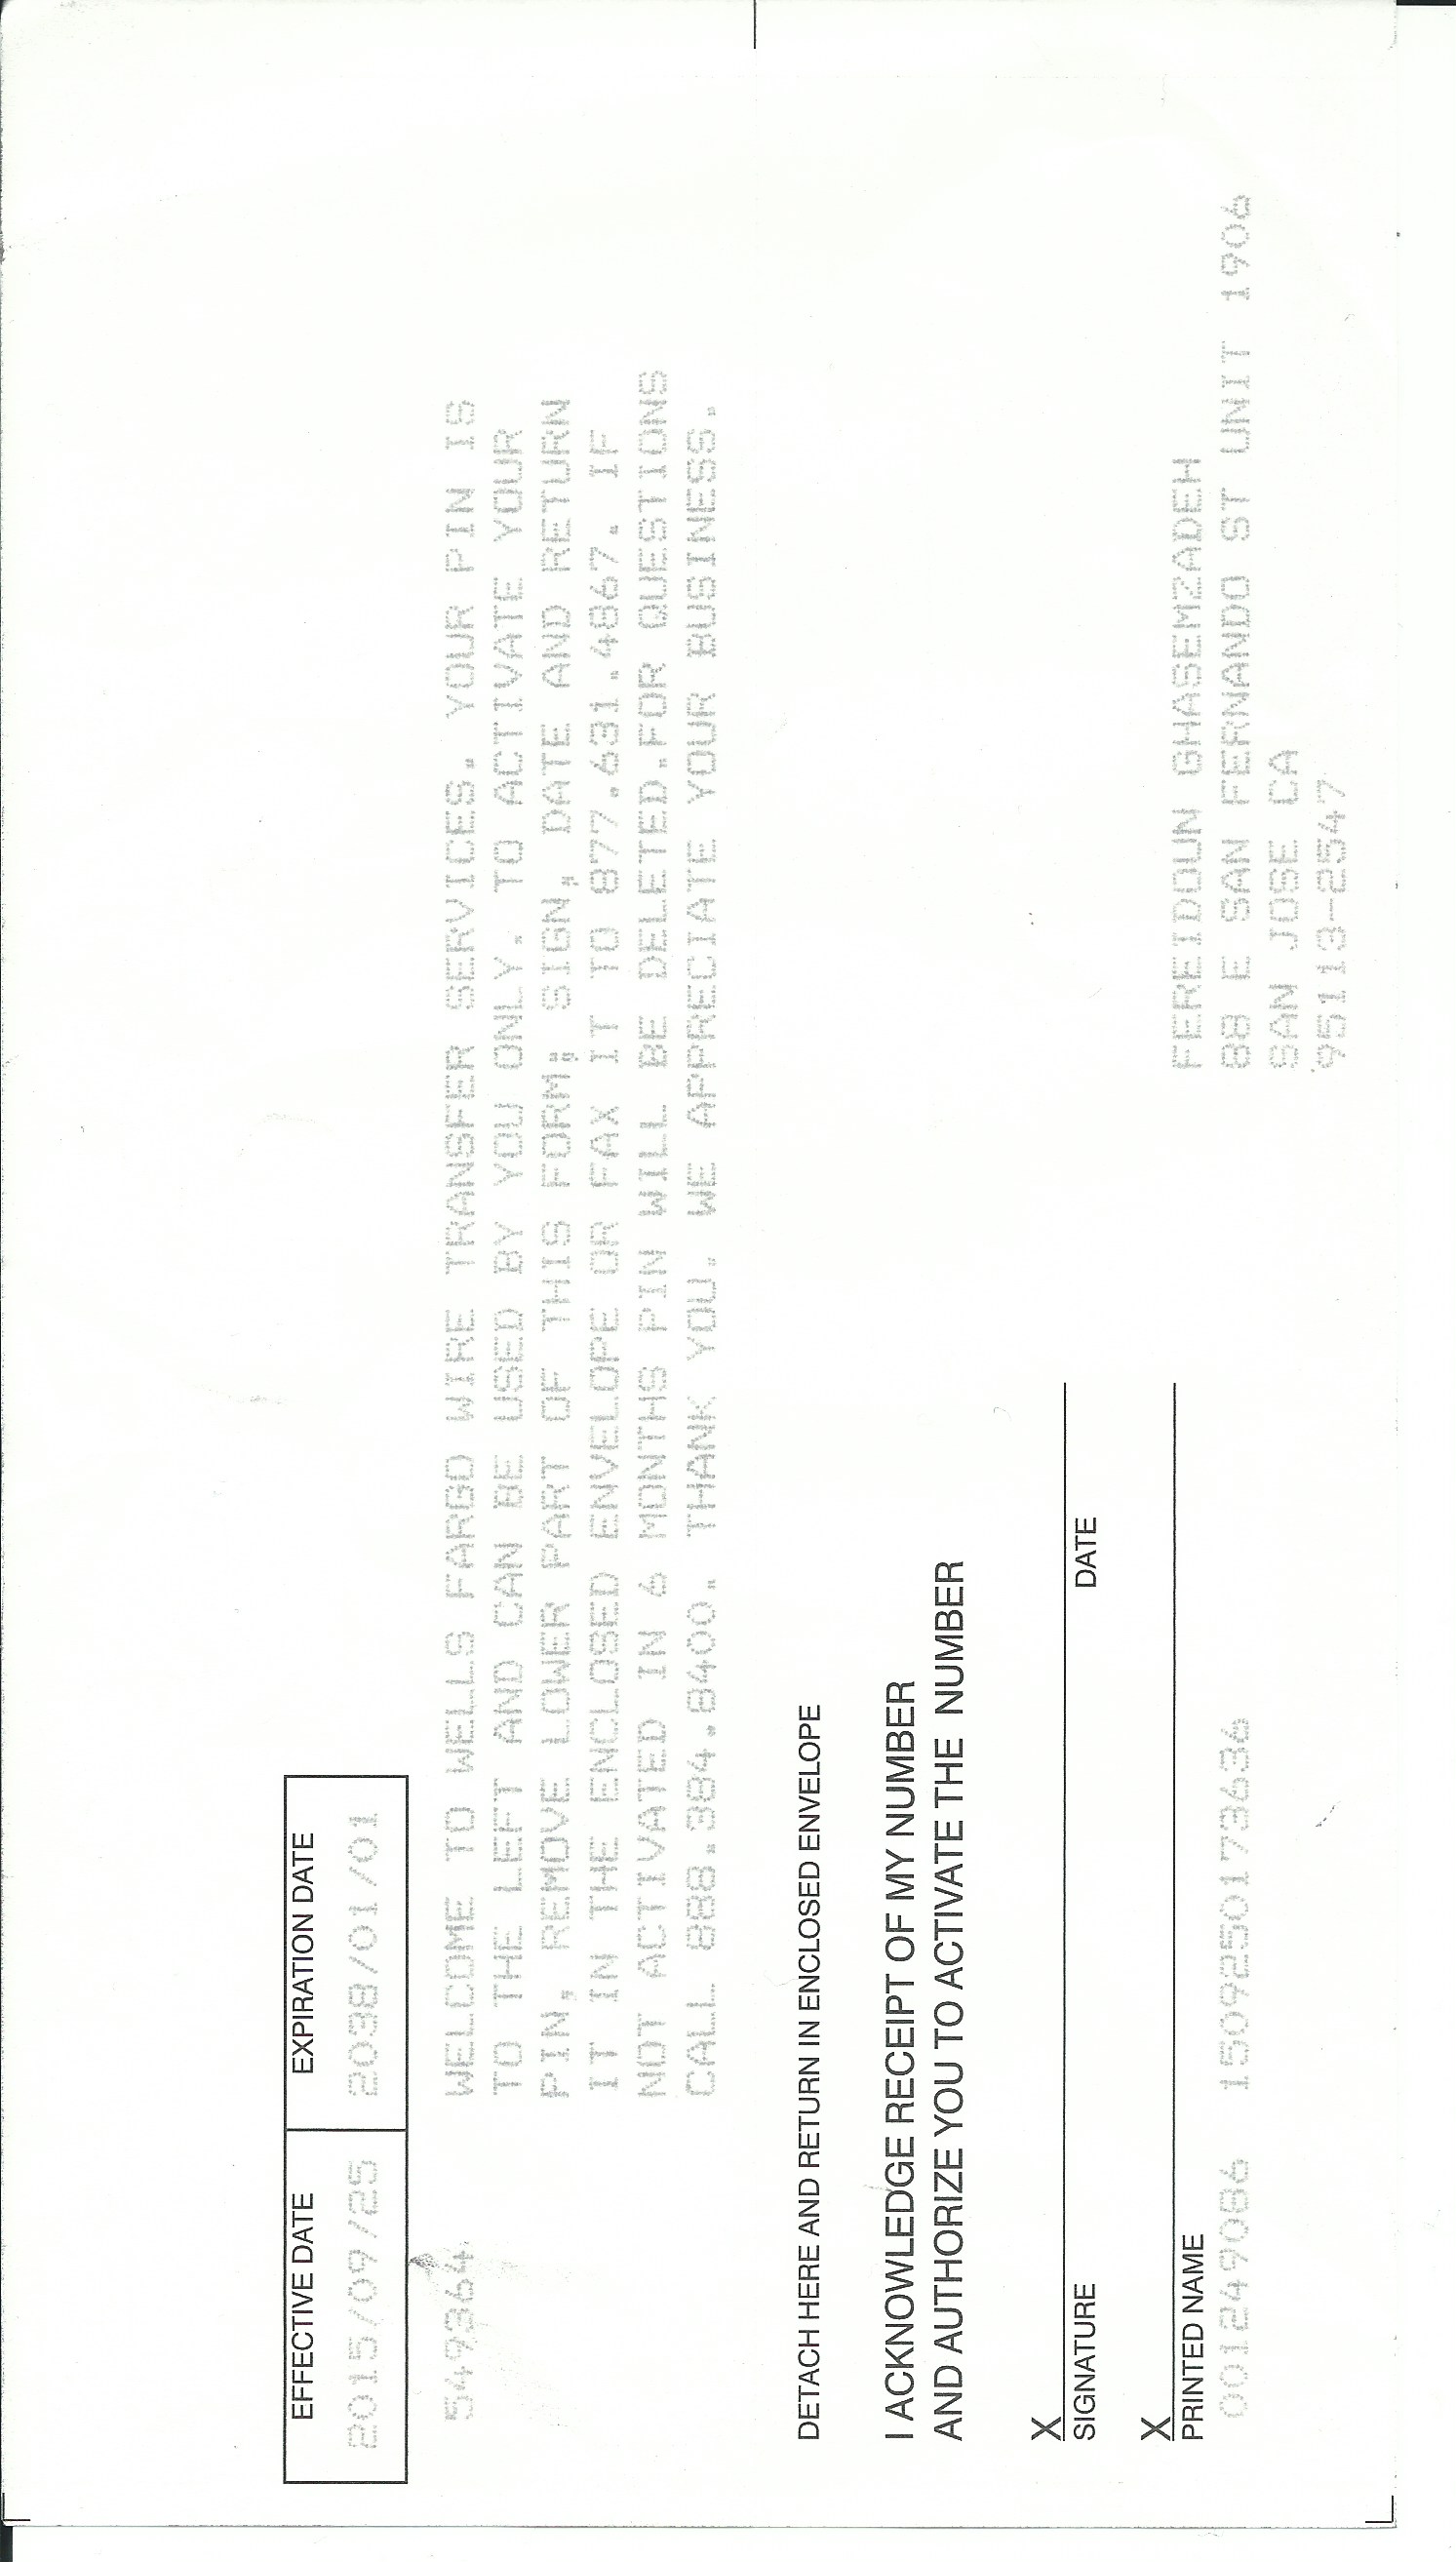 EFFECTIVE DATE EXPIRATION DATE
2015/09/25 2038/01/01
549364 WELCOME TO WELLS FARGO WIRE TRANSFER SERVICES. YOUR PIN IS
TO THE LEFT AND CAN BE USED BY YOU ONLY. TO ACTIVATE YOUR
PIN, REMOVE LOWER PART OF THIS FORM; SIGN, DATE AND RETURN
IT IN THE ENCLOSED ENVELOPE OR FAX IT TO 877.631.4867. IF
NOT ACTIVATED IN 6 MONTHS PIN WILL BE DELETED.FOR QUESTIONS
CALL 888.384.8400. THANK YOU. WE APPRECIATE YOUR BUSINESS.
DETACH HERE AND RETURN IN ENCLOSED ENVELOPE
I ACKNOWLEDGE RECEIPT OF MY NUMBER
AND AUTHORIZE YOU TO ACTIVATE THE NUMBER
X
SIGNATURE DATE
X
PRINTED NAME
001249086 1509250173636
FEREIDUN GHASEMZADEH
88 E SAN FERNANDO ST UNIT 1906
SAN JOSE CA
95113-2547